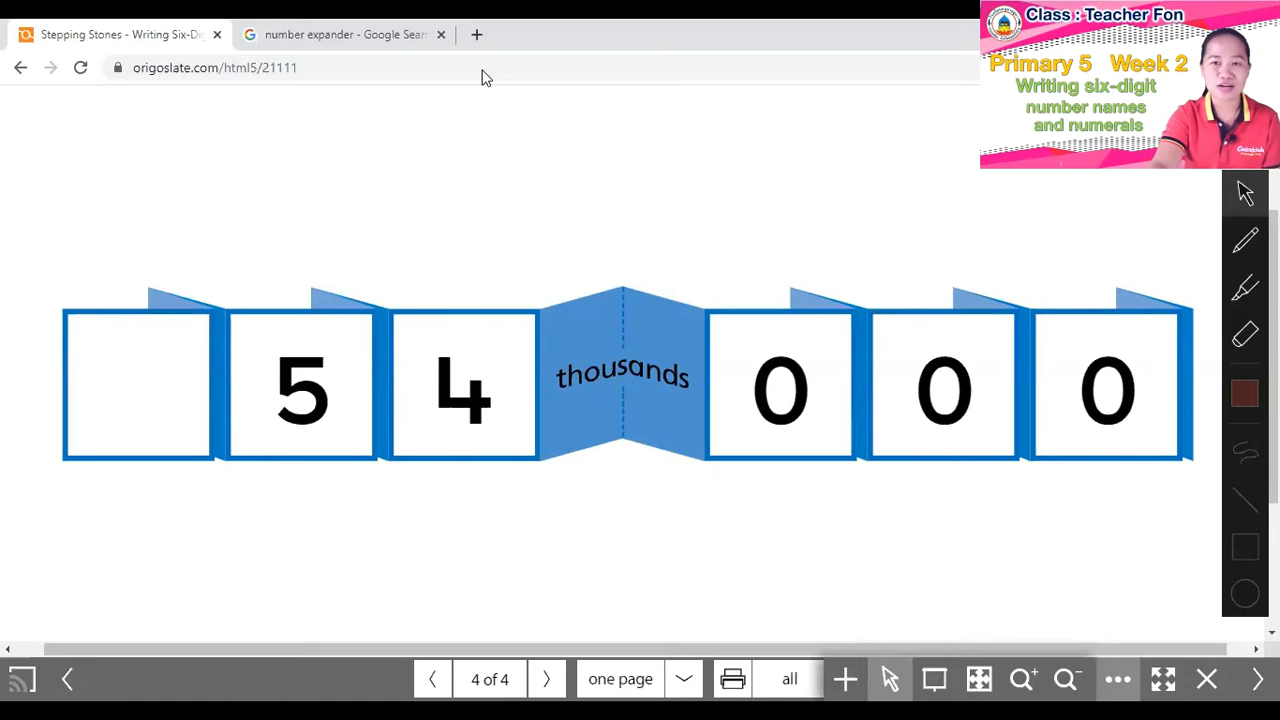 Stepping Stones - Writing Six-Di
number expander - Google Sear
origoslate.com/html5/21111
Class : Teacher Fon
Primary 5 Week 2
Writing six-digit
number names
and numerals
5 4 thousands 0 0 0
4 of 4
one page
all